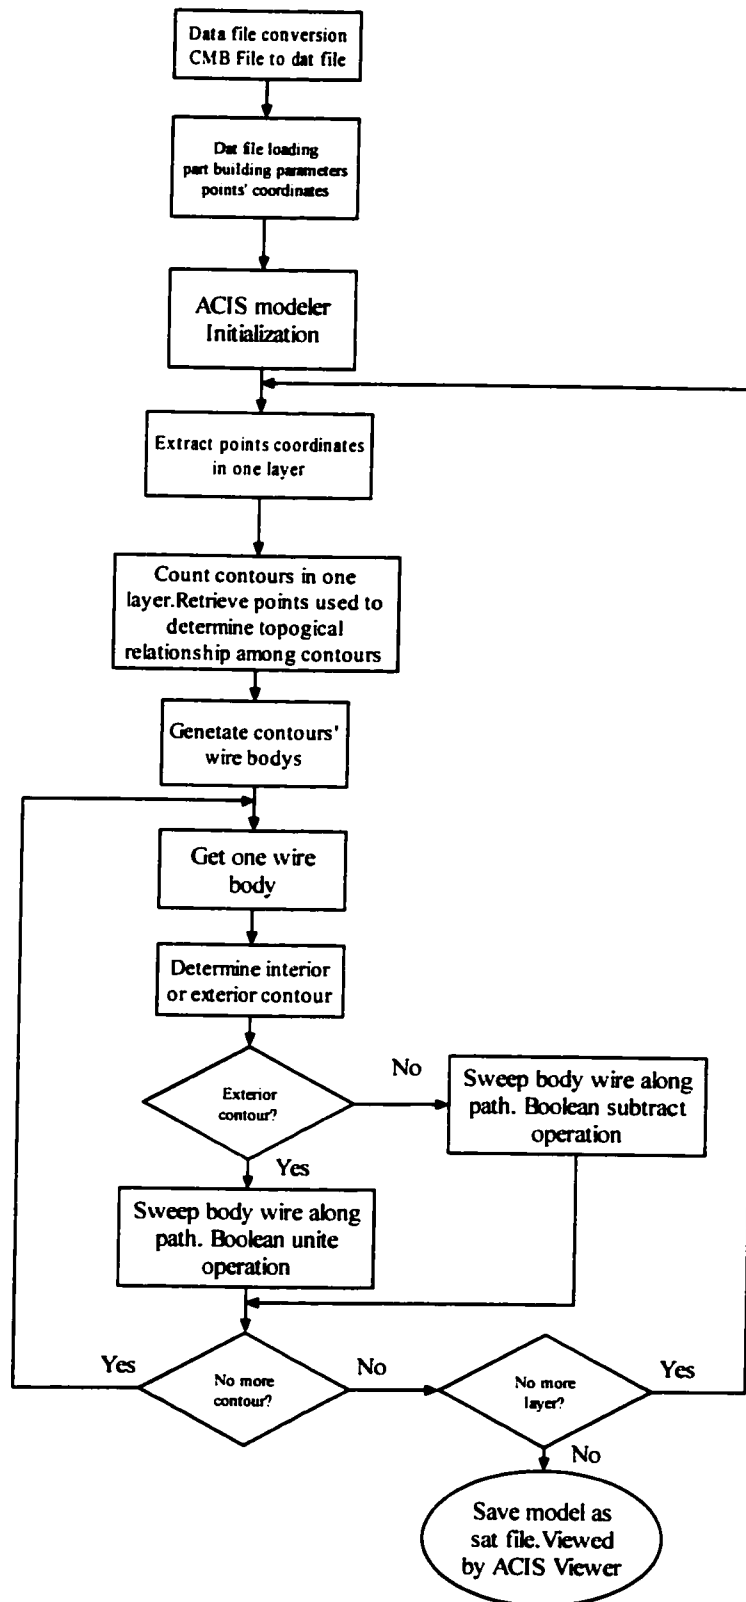 Data file conversion
CMB File to dat file
Dat file loading
part building parameters
points' coordinates
ACIS modeler
Initialization
Extract points coordinates
in one layer
Count contours in one
layer.Retrieve points used to
determine topogical
relationship among contours
Genetate contours'
wire bodys
Get one wire
body
Determine interior
or exterior contour
Exterior
contour?
No
Sweep body wire along
path. Boolean subtract
operation
Yes
Sweep body wire along
path. Boolean unite
operation
Yes
No more
contour?
No
No more
layer?
Yes
No
Save model as
sat file.Viewed
by ACIS Viewer